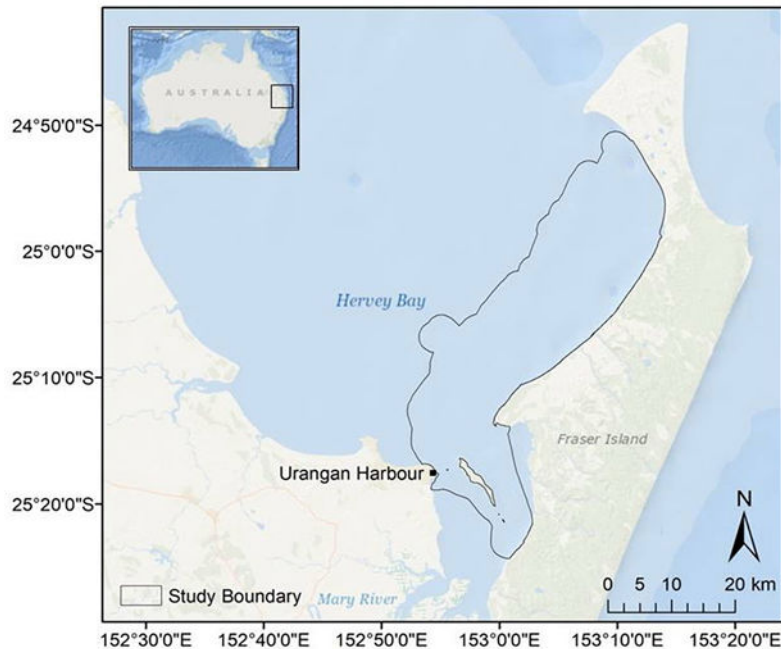 AUSTRALIA
24°50'0"S
25°0'0"S
Hervey Bay
25°10'0"S
Fraser Island
Urangan Harbour
25°20'0"S
N
0 5 10 20 km
Study Boundary
Mary River
152°30'0"E 152°40'0"E 152°50'0"E 153°0'0"E 153°10'0"E 153°20'0"E